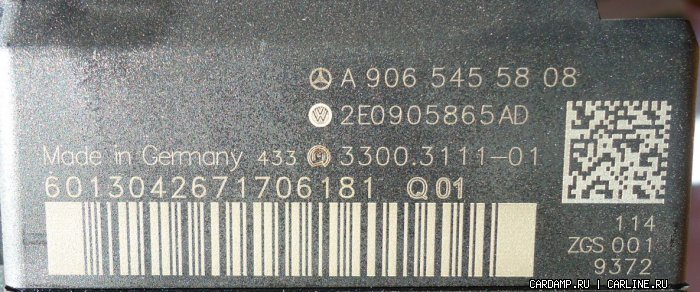 A 906 545 58 08
2E0905865AD
Made in Germany 433 3300.3111-01
6013042671706181 Q01
114
ZGS 001
9372
CARDAMP.RU | CARLINE.RU